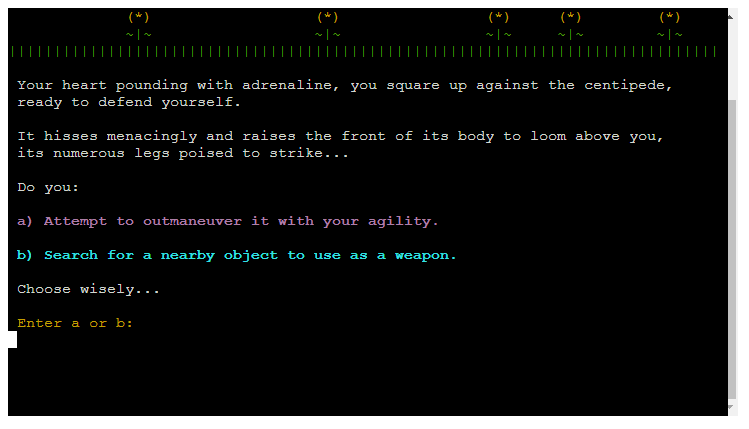 (*) (*) (*) (*) (*)
~|~ ~|~ ~|~ ~|~ ~|~
|||||||||||||||||||||||||||||||||||||||||||||||||||||||||||||||||||||||||||||||
Your heart pounding with adrenaline, you square up against the centipede,
ready to defend yourself.
It hisses menacingly and raises the front of its body to loom above you,
its numerous legs poised to strike...
Do you:
a) Attempt to outmaneuver it with your agility.
b) Search for a nearby object to use as a weapon.
Choose wisely...
Enter a or b: